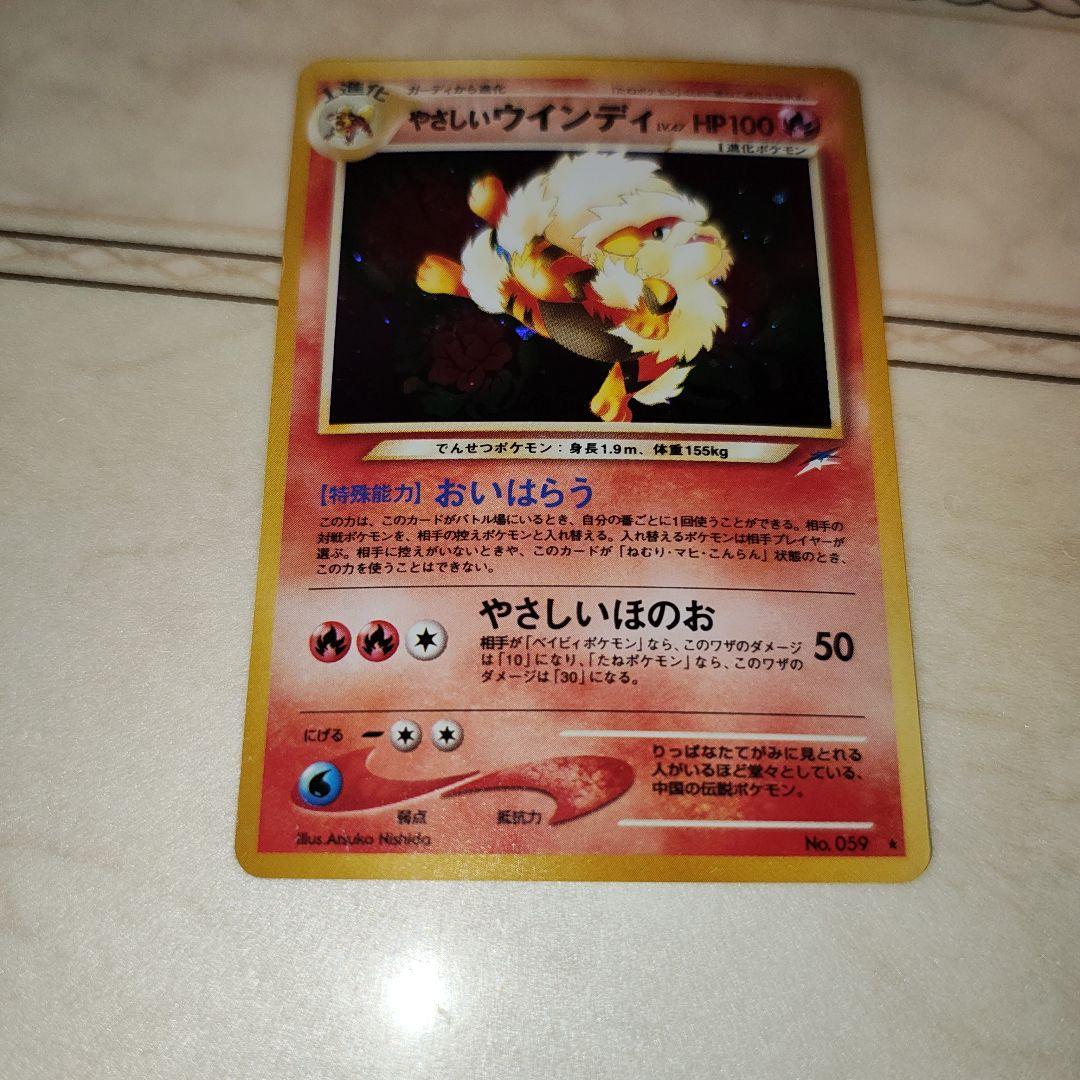 1進化
ガーディから進化
やさしいウインディ LV.47 HP100
1進化ポケモン
でんせつポケモン：身長1.9m、体重155kg
【特殊能力】おいはらう
この力は、このカードがバトル場にいるとき、自分の番ごとに1回使うことができる。相手の
対戦ポケモンを、相手の控えポケモンと入れ替える。入れ替えるポケモンは相手プレイヤーが
選ぶ。相手に控えがいないときや、このカードが「ねむり・マヒ・こんらん」状態のとき、
この力を使うことはできない。
やさしいほのお
相手が「ベイビィポケモン」なら、このワザのダメージ
は「10」になり、「たねポケモン」なら、このワザの
ダメージは「30」になる。
50
にげる
りっぱなたてがみに見とれる
人がいるほど堂々としている、
中国の伝説ポケモン。
弱点
抵抗力
illus. Atsuko Nishida
No. 059